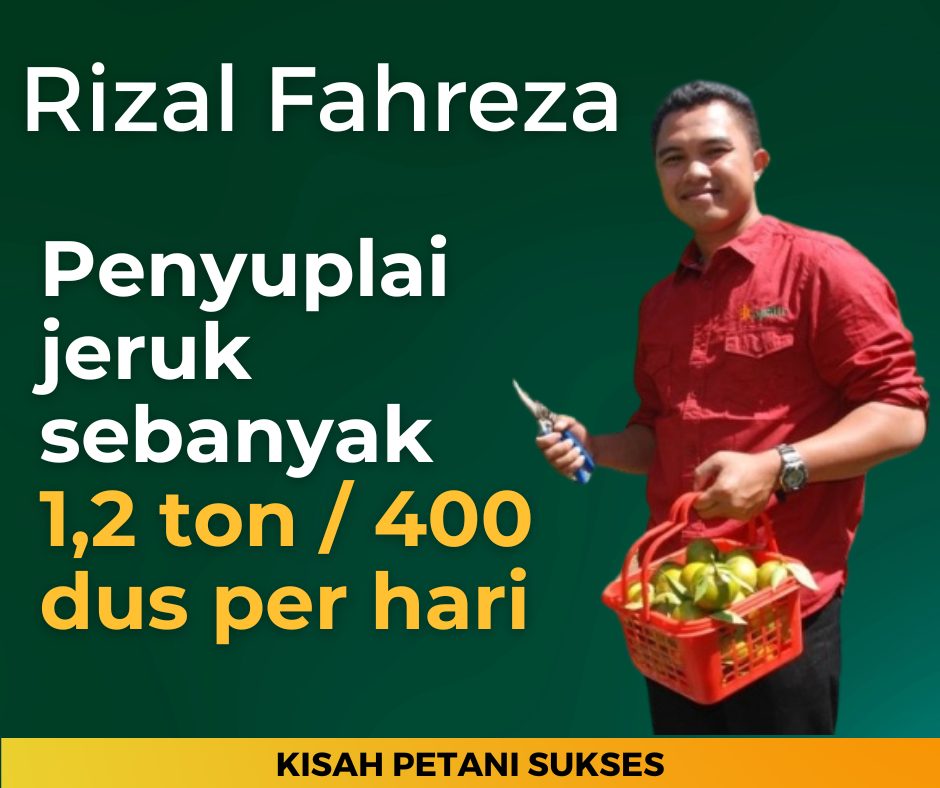 Rizal Fahreza
Penyuplai
jeruk
sebanyak
1,2 ton / 400
dus per hari
KISAH PETANI SUKSES